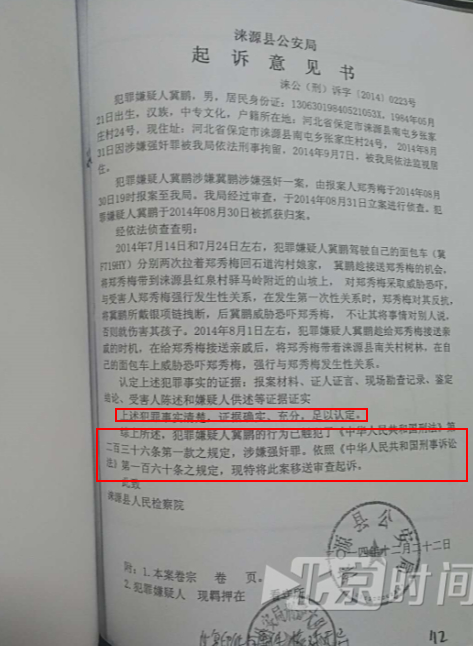 涞源县公安局
起诉意见书
涞公（刑）诉字〔2014〕0223号
犯罪嫌疑人冀鹏，男，居民身份证：13063019840521053X，1984年05月
21日出生，汉族，中专文化，户籍所在地：河北省保定市涞源县南屯乡张家
庄村24号，现住址：河北省保定市涞源县南屯乡张家庄村24号， 2014年8月
31日因涉嫌强奸罪被我局依法刑事拘留，2014年9月7日，被我局依法监视居
住。
犯罪嫌疑人冀鹏涉嫌冀鹏涉嫌强奸一案，由报案人郑秀梅于2014年08月
30日19时报案至我局。我局经过审查，于2014年08月31日立案进行侦查。犯
罪嫌疑人冀鹏于2014年08月30日被抓获归案。
经依法侦查查明：
2014年7月14日和7月24日左右，犯罪嫌疑人冀鹏驾驶自己的面包车（冀
F719HY）分别两次拉着郑秀梅回石道沟村娘家， 冀鹏趁接送郑秀梅的机会，
将郑秀梅带到涞源县红泉村驿马岭附近的山坡上， 对郑秀梅采取威胁恐吓，
与受害人郑秀梅强行发生性关系，在发生第一次性关系时，郑秀梅对其反抗，
将冀鹏所戴银项链拽断，后冀鹏威胁恐吓郑秀梅， 不让其将事情对别人说，
否则就伤害其孩子。2014年8月1日左右，犯罪嫌疑人冀鹏趁给郑秀梅接送亲
戚的时机，在给郑秀梅接送亲戚后，将郑秀梅带着涞源县南关村树林，在自
己的面包车上威胁恐吓郑秀梅，强行与郑秀梅发生性关系。
认定上述犯罪事实的证据：报案材料、证人证言、现场勘查记录、鉴定
结论、受害人陈述和嫌疑人供述等证据证实
上述犯罪事实清楚，证据确实、充分，足以认定。
综上所述，犯罪嫌疑人冀鹏的行为已触犯了《中华人民共和国刑法》第
二百三十六条第一款之规定，涉嫌强奸罪。依照《中华人民共和国刑事诉讼
法》第一百六十条之规定，现特将此案移送审查起诉。
此致
涞源县人民检察院
源县公安局
一四年十二月二十二日
附：1.本案卷宗 卷 页。
2.犯罪嫌疑人 现羁押在
北京时间
112